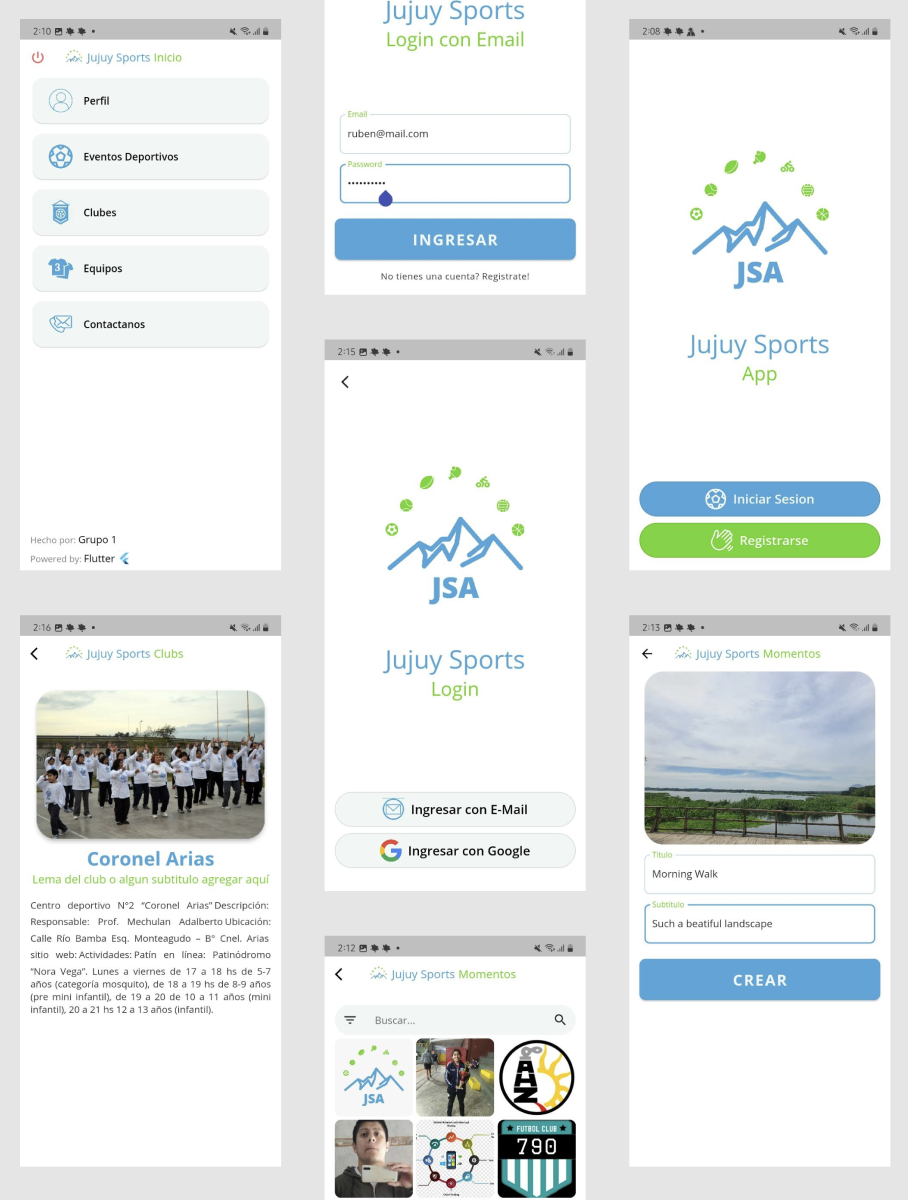 2:10
Jujuy Sports Inicio
Perfil
Eventos Deportivos
Clubes
3
Equipos
Contactanos
Hecho por: Grupo 1
Powered by: Flutter
2:16
Jujuy Sports Clubs
Coronel Arias
Lema del club o algun subtitulo agregar aquí
Centro deportivo N°2 “Coronel Arias” Descripción:
Responsable: Prof. Mechulan Adalberto Ubicación:
Calle Río Bamba Esq. Monteagudo – B° Cnel. Arias
sitio web: Actividades: Patín en línea: Patinódromo
“Nora Vega”. Lunes a viernes de 17 a 18 hs de 5-7
años (categoría mosquito), de 18 a 19 hs de 8-9 años
(pre mini infantil), de 19 a 20 de 10 a 11 años (mini
infantil), 20 a 21 hs 12 a 13 años (infantil).
Jujuy Sports
Login con Email
Email
ruben@mail.com
Password
••••••••••
INGRESAR
No tienes una cuenta? Registrate!
2:15
JSA
Jujuy Sports
Login
Ingresar con E-Mail
Ingresar con Google
2:12
Jujuy Sports Momentos
Buscar...
JSA
FUTBOL CLUB
790
2:08
JSA
Jujuy Sports
App
Iniciar Sesion
Registrarse
2:13
Jujuy Sports Momentos
Titulo
Morning Walk
Subtitulo
Such a beatiful landscape
CREAR